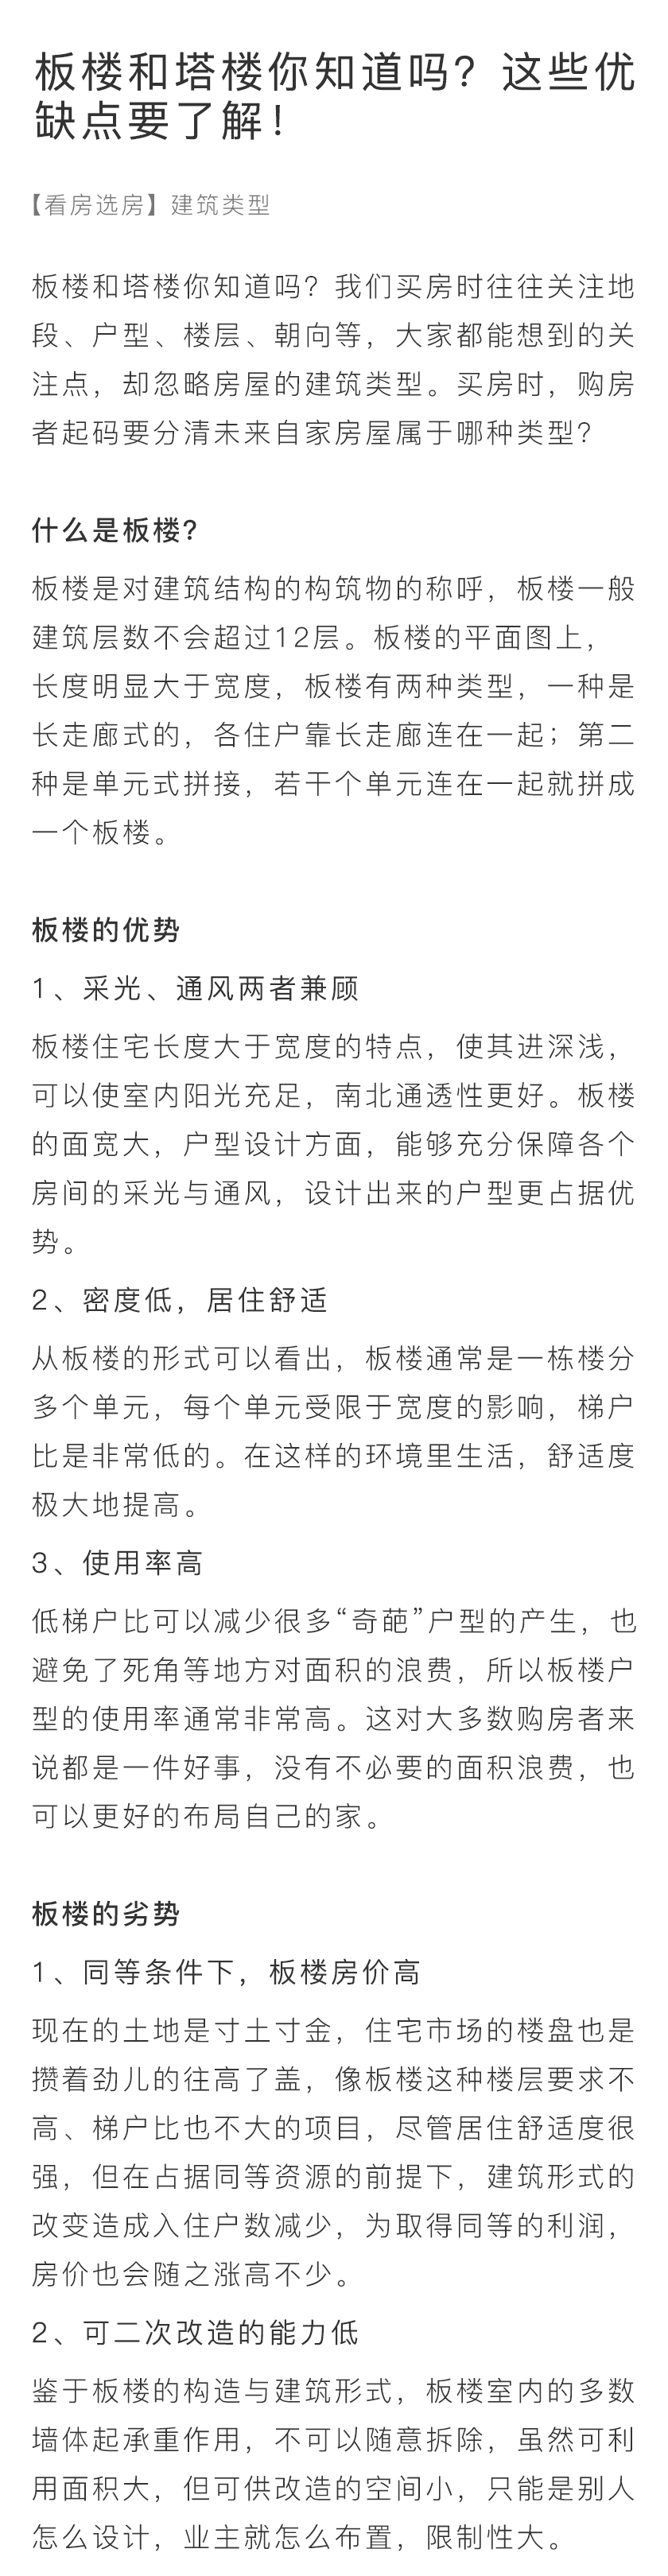 板楼和塔楼你知道吗？这些优
缺点要了解！
【看房选房】建筑类型
板楼和塔楼你知道吗？我们买房时往往关注地
段、户型、楼层、朝向等，大家都能想到的关
注点，却忽略房屋的建筑类型。买房时，购房
者起码要分清未来自家房屋属于哪种类型？
什么是板楼?
板楼是对建筑结构的构筑物的称呼，板楼一般
建筑层数不会超过12层。板楼的平面图上，
长度明显大于宽度，板楼有两种类型，一种是
长走廊式的，各住户靠长走廊连在一起；第二
种是单元式拼接，若干个单元连在一起就拼成
一个板楼。
板楼的优势
1、采光、通风两者兼顾
板楼住宅长度大于宽度的特点，使其进深浅，
可以使室内阳光充足，南北通透性更好。板楼
的面宽大，户型设计方面，能够充分保障各个
房间的采光与通风，设计出来的户型更占据优
势。
2、密度低，居住舒适
从板楼的形式可以看出，板楼通常是一栋楼分
多个单元，每个单元受限于宽度的影响，梯户
比是非常低的。在这样的环境里生活，舒适度
极大地提高。
3、使用率高
低梯户比可以减少很多“奇葩”户型的产生，也
避免了死角等地方对面积的浪费，所以板楼户
型的使用率通常非常高。这对大多数购房者来
说都是一件好事，没有不必要的面积浪费，也
可以更好的布局自己的家。
板楼的劣势
1、同等条件下，板楼房价高
现在的土地是寸土寸金，住宅市场的楼盘也是
攒着劲儿的往高了盖，像板楼这种楼层要求不
高、梯户比也不大的项目，尽管居住舒适度很
强，但在占据同等资源的前提下，建筑形式的
改变造成入住户数减少，为取得同等的利润，
房价也会随之涨高不少。
2、可二次改造的能力低
鉴于板楼的构造与建筑形式，板楼室内的多数
墙体起承重作用，不可以随意拆除，虽然可利
用面积大，但可供改造的空间小，只能是别人
怎么设计，业主就怎么布置，限制性大。